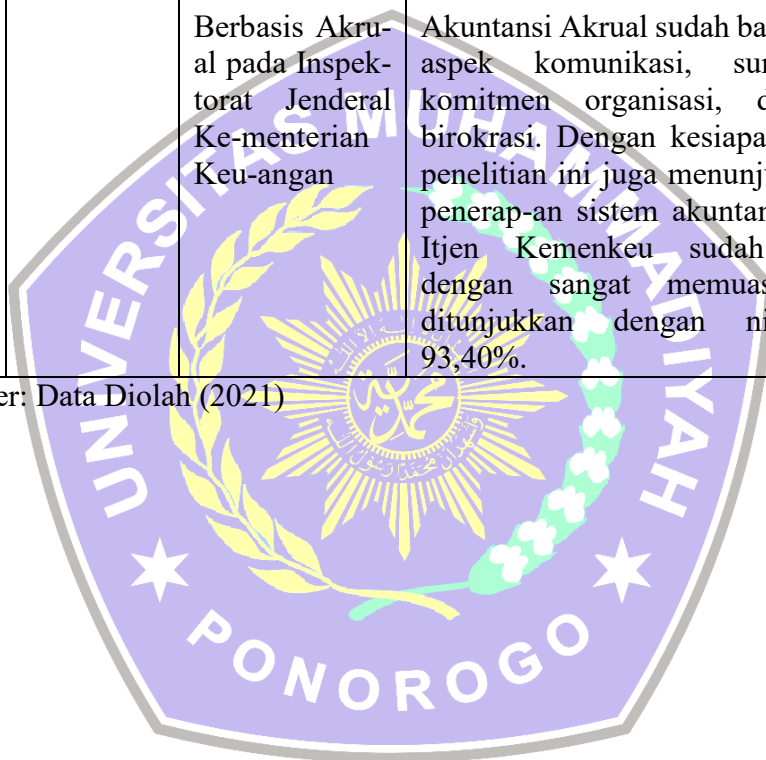 Berbasis Akru-
al pada Inspek-
torat Jenderal
Ke-menterian
Keu-angan
Akuntansi Akrual sudah ba
aspek komunikasi, sur
komitmen organisasi, d
birokrasi. Dengan kesiapa
penelitian ini juga menunj
penerap-an sistem akuntan
Itjen Kemenkeu sudah
dengan sangat memuas
ditunjukkan dengan ni
93,40%.
er: Data Diolah (2021)
UNIVERSITAS MUHAMMADIYAH
PONOROGO